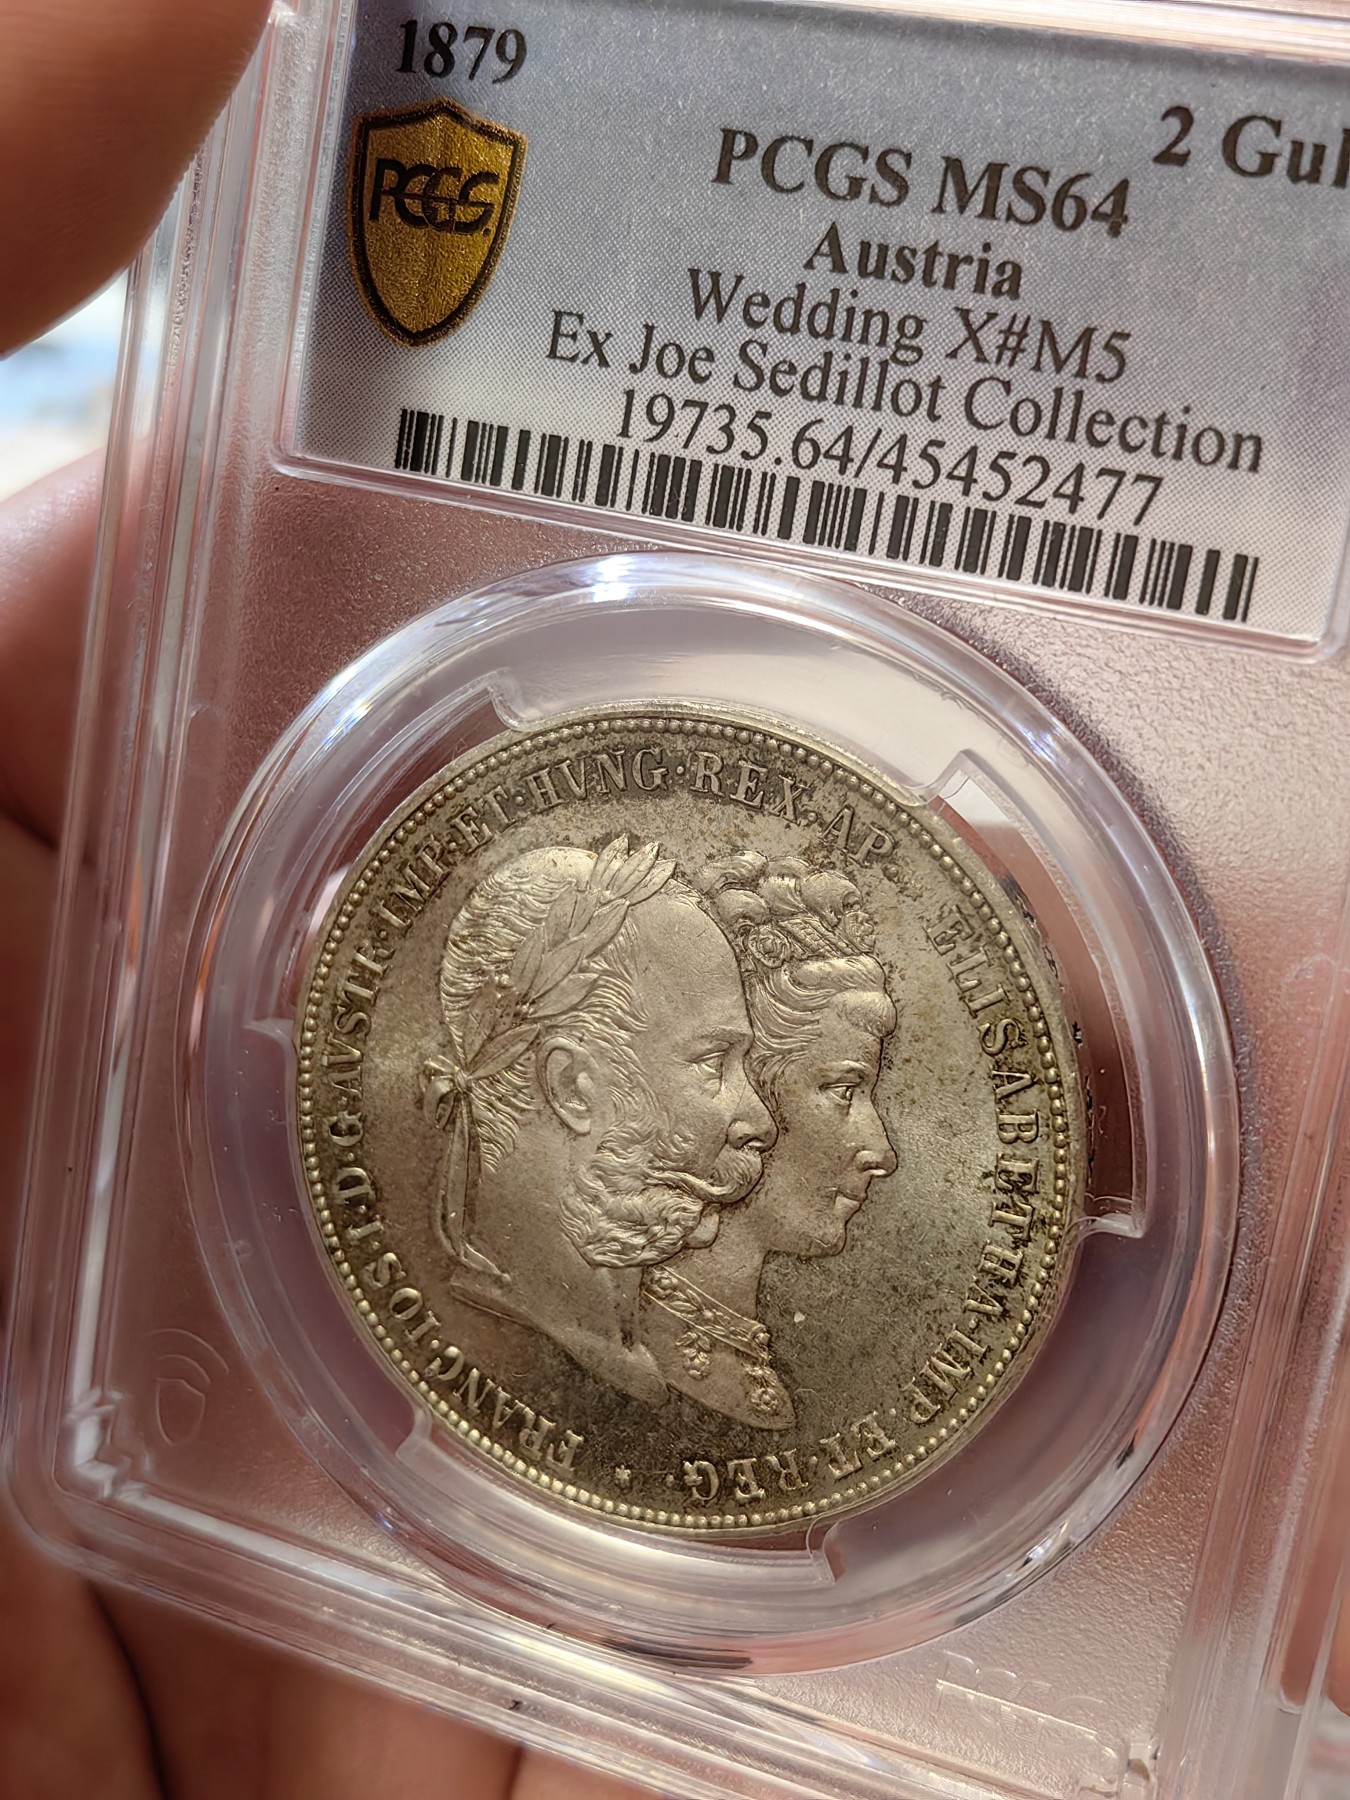 1879
2 Gul
PCGS
PCGS MS64
Austria
Wedding X#M5
Ex Joe Sedillot Collection
19735.64/45452477
FRANC·IOS·I·D·G·AVSTR·IMP·ET·HVNG·REX·AP· ELISABETHA·IMP·ET·REG·